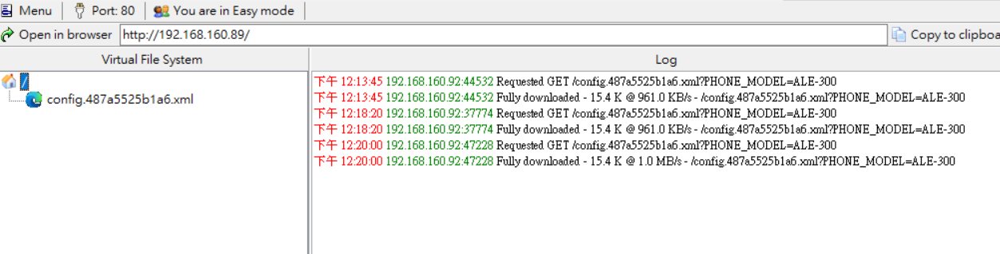 Menu Port: 80 You are in Easy mode
Open in browser http://192.168.160.89/ Copy to clipboa
Virtual File System Log
/
config.487a5525b1a6.xml
下午 12:13:45 192.168.160.92:44532 Requested GET /config.487a5525b1a6.xml?PHONE_MODEL=ALE-300
下午 12:13:45 192.168.160.92:44532 Fully downloaded - 15.4 K @ 961.0 KB/s - /config.487a5525b1a6.xml?PHONE_MODEL=ALE-300
下午 12:18:20 192.168.160.92:37774 Requested GET /config.487a5525b1a6.xml?PHONE_MODEL=ALE-300
下午 12:18:20 192.168.160.92:37774 Fully downloaded - 15.4 K @ 961.0 KB/s - /config.487a5525b1a6.xml?PHONE_MODEL=ALE-300
下午 12:20:00 192.168.160.92:47228 Requested GET /config.487a5525b1a6.xml?PHONE_MODEL=ALE-300
下午 12:20:00 192.168.160.92:47228 Fully downloaded - 15.4 K @ 1.0 MB/s - /config.487a5525b1a6.xml?PHONE_MODEL=ALE-300